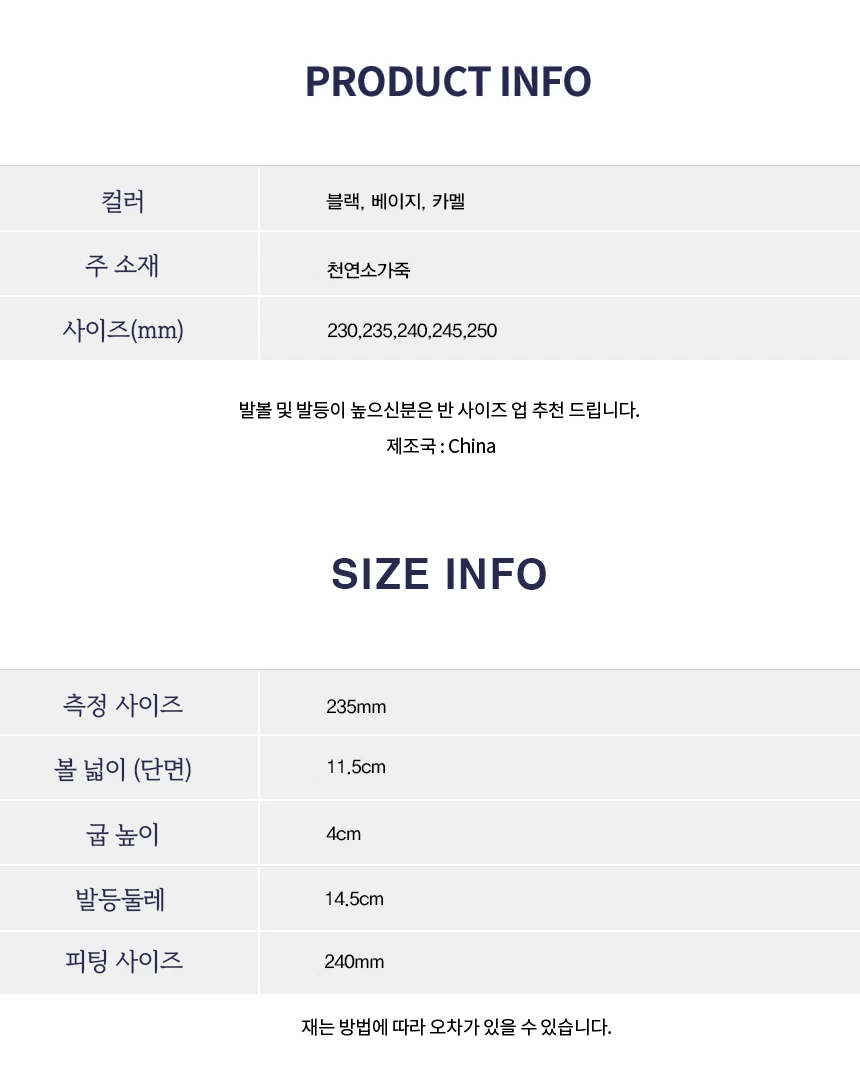 PRODUCT INFO
컬러 블랙, 베이지, 카멜
주 소재 천연소가죽
사이즈(mm) 230,235,240,245,250
발볼 및 발등이 높으신분은 반 사이즈 업 추천 드립니다.
제조국 : China
SIZE INFO
측정 사이즈 235mm
볼 넓이 (단면) 11.5cm
굽 높이 4cm
발등둘레 14.5cm
피팅 사이즈 240mm
재는 방법에 따라 오차가 있을 수 있습니다.